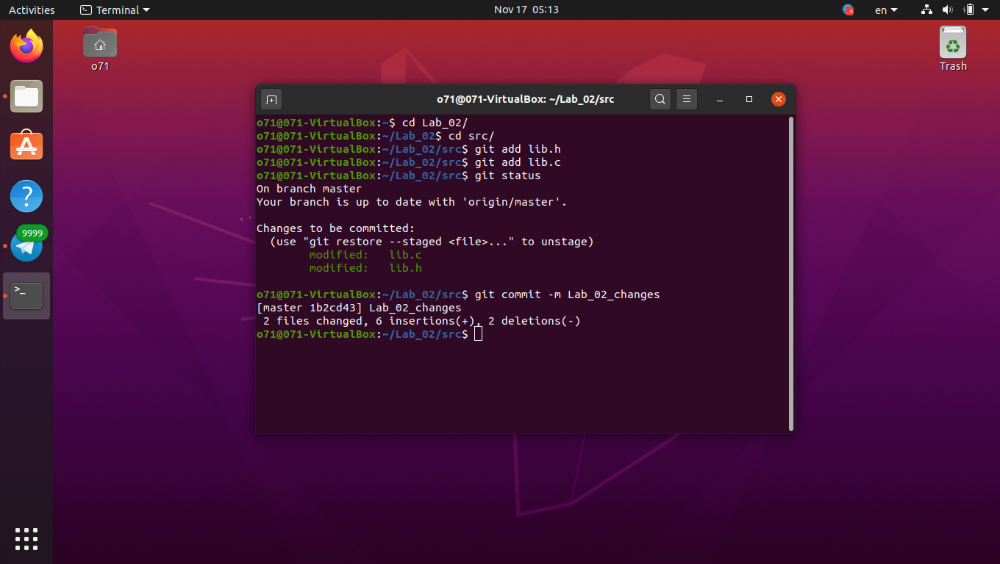 Activities
Terminal
Nov 17 05:13
en
o71
Trash
9999
o71@071-VirtualBox: ~/Lab_02/src
o71@071-VirtualBox:~$ cd Lab_02/
o71@071-VirtualBox:~/Lab_02$ cd src/
o71@071-VirtualBox:~/Lab_02/src$ git add lib.h
o71@071-VirtualBox:~/Lab_02/src$ git add lib.c
o71@071-VirtualBox:~/Lab_02/src$ git status
On branch master
Your branch is up to date with 'origin/master'.
Changes to be committed:
(use "git restore --staged <file>..." to unstage)
modified: lib.c
modified: lib.h
o71@071-VirtualBox:~/Lab_02/src$ git commit -m Lab_02_changes
[master 1b2cd43] Lab_02_changes
2 files changed, 6 insertions(+), 2 deletions(-)
o71@071-VirtualBox:~/Lab_02/src$